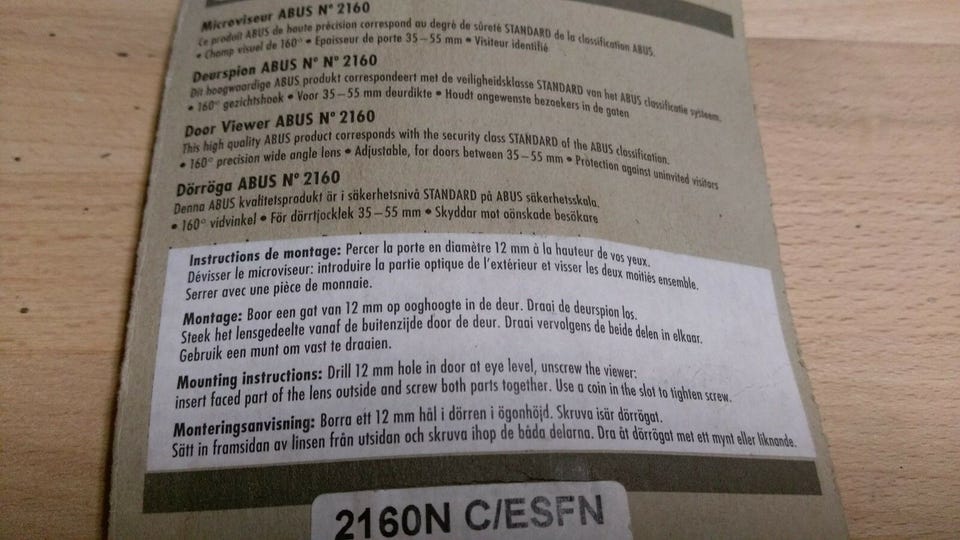 Microviseur ABUS Nº 2160
Ce produit ABUS de haute précision correspond au degré de sûreté STANDARD de la classification ABUS.
• Champ visuel de 160° • Epaisseur de porte 35–55 mm • Visiteur identifié
Deurspion ABUS Nº Nº 2160
Dit hoogwaardige ABUS produkt correspondeert met de veiligheidsklasse STANDARD van het ABUS classificatie systeem.
• 160° gezichtshoek • Voor 35–55 mm deurdikte • Houdt ongewenste bezoekers in de gaten
Door Viewer ABUS Nº 2160
This high quality ABUS product corresponds with the security class STANDARD of the ABUS classification.
• 160° precision wide angle lens • Adjustable, for doors between 35–55 mm • Protection against uninvited visitors
Dörröga ABUS Nº 2160
Denna ABUS kvalitetsprodukt är i säkerhetsnivå STANDARD på ABUS säkerhetsskala.
• 160° vidvinkel • För dörrtjocklek 35–55 mm • Skyddar mot oönskade besökare
Instructions de montage: Percer la porte en diamètre 12 mm à la hauteur de vos yeux.
Dévisser le microviseur: introduire la partie optique de l'extérieur et visser les deux moitiés ensemble.
Serrer avec une pièce de monnaie.
Montage: Boor een gat van 12 mm op ooghoogte in de deur. Draai de deurspion los.
Steek het lensgedeelte vanaf de buitenzijde door de deur. Draai vervolgens de beide delen in elkaar.
Gebruik een munt om vast te draaien.
Mounting instructions: Drill 12 mm hole in door at eye level, unscrew the viewer:
insert faced part of the lens outside and screw both parts together. Use a coin in the slot to tighten screw.
Monteringsanvisning: Borra ett 12 mm hål i dörren i ögonhöjd. Skruva isär dörrögat.
Sätt in framsidan av linsen från utsidan och skruva ihop de båda delarna. Dra åt dörrögat met ett mynt eller liknande.
2160N C/ESFN